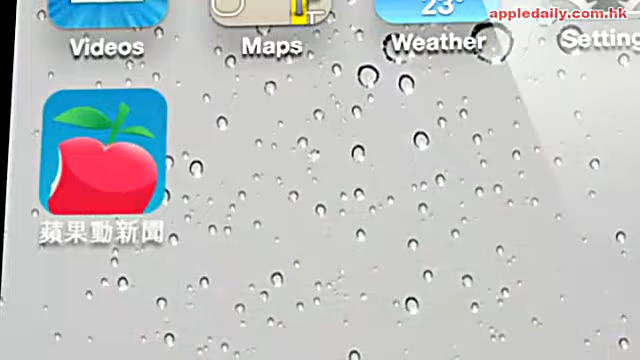 appledaily.com.hk
23°
Videos
Maps
Weather
Setting
蘋果動新聞